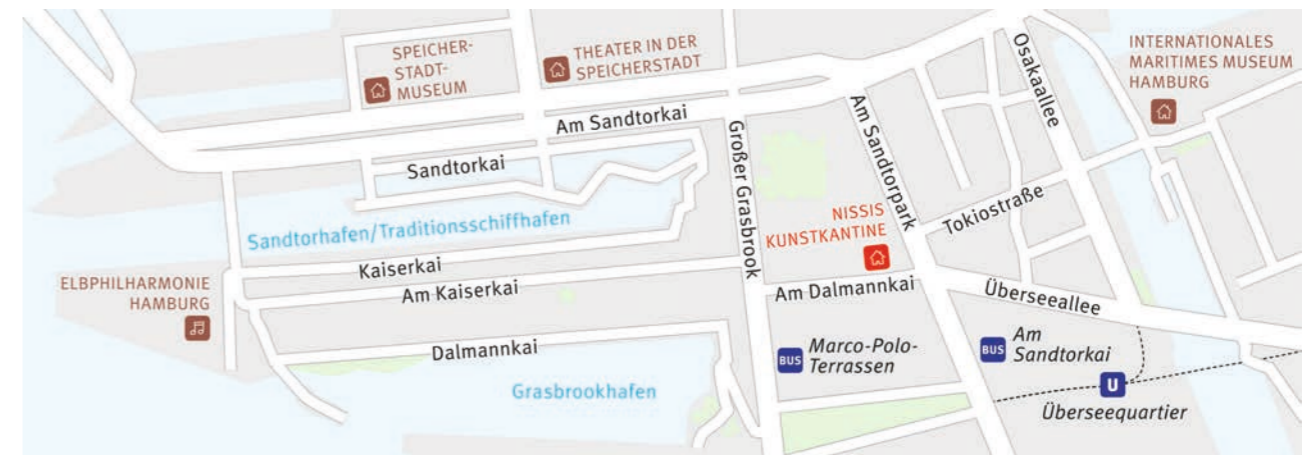 SPEICHER-
STADT-
MUSEUM
THEATER IN DER
SPEICHERSTADT
INTERNATIONALES
MARITIMES MUSEUM
HAMBURG
Osakaallee
Am Sandtorkai
Großer Grasbrook
Am Sandtorpark
Sandtorkai
Tokiostraße
Sandtorhafen/Traditionsschiffhafen
NISSIS
KUNSTKANTINE
Kaiserkai
Am Kaiserkai
ELBPHILHARMONIE
HAMBURG
Am Dalmannkai
Überseeallee
Dalmannkai
BUS
Marco-Polo-
Terrassen
BUS
Am
Sandtorkai
Grasbrookhafen
U
Überseequartier